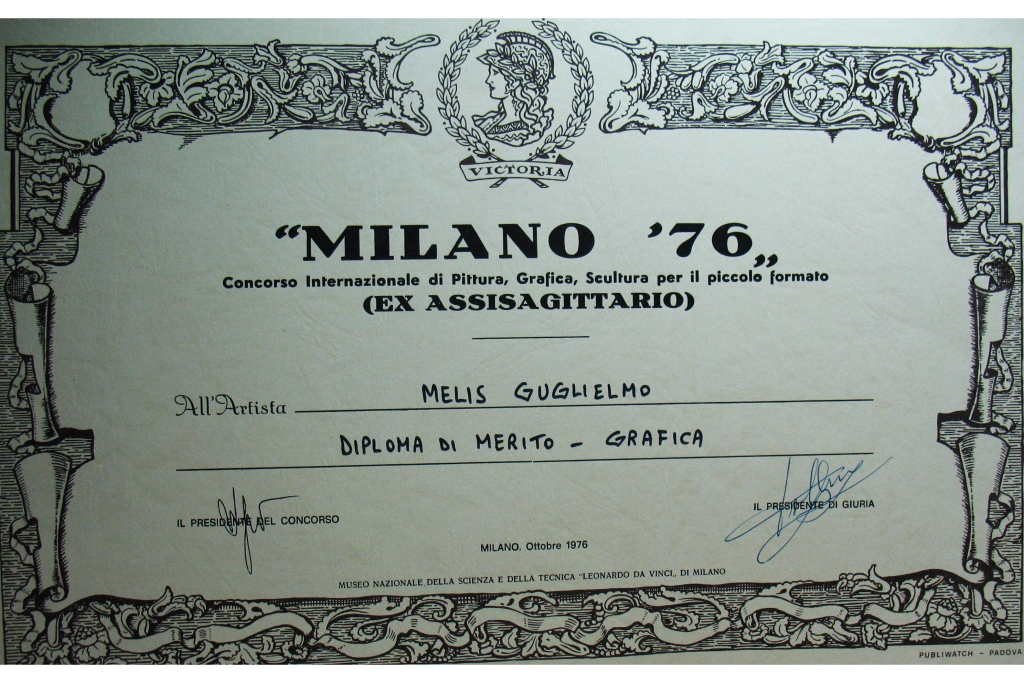 VICTORIA
“MILANO '76„
Concorso Internazionale di Pittura, Grafica, Scultura per il piccolo formato
(EX ASSISAGITTARIO)
All'Artista MELIS GUGLIELMO
DIPLOMA DI MERITO – GRAFICA
IL PRESIDENTE DEL CONCORSO
IL PRESIDENTE DI GIURIA
MILANO. Ottobre 1976
MUSEO NAZIONALE DELLA SCIENZA E DELLA TECNICA “LEONARDO DA VINCI„ DI MILANO
PUBLIWATCH – PADOVA